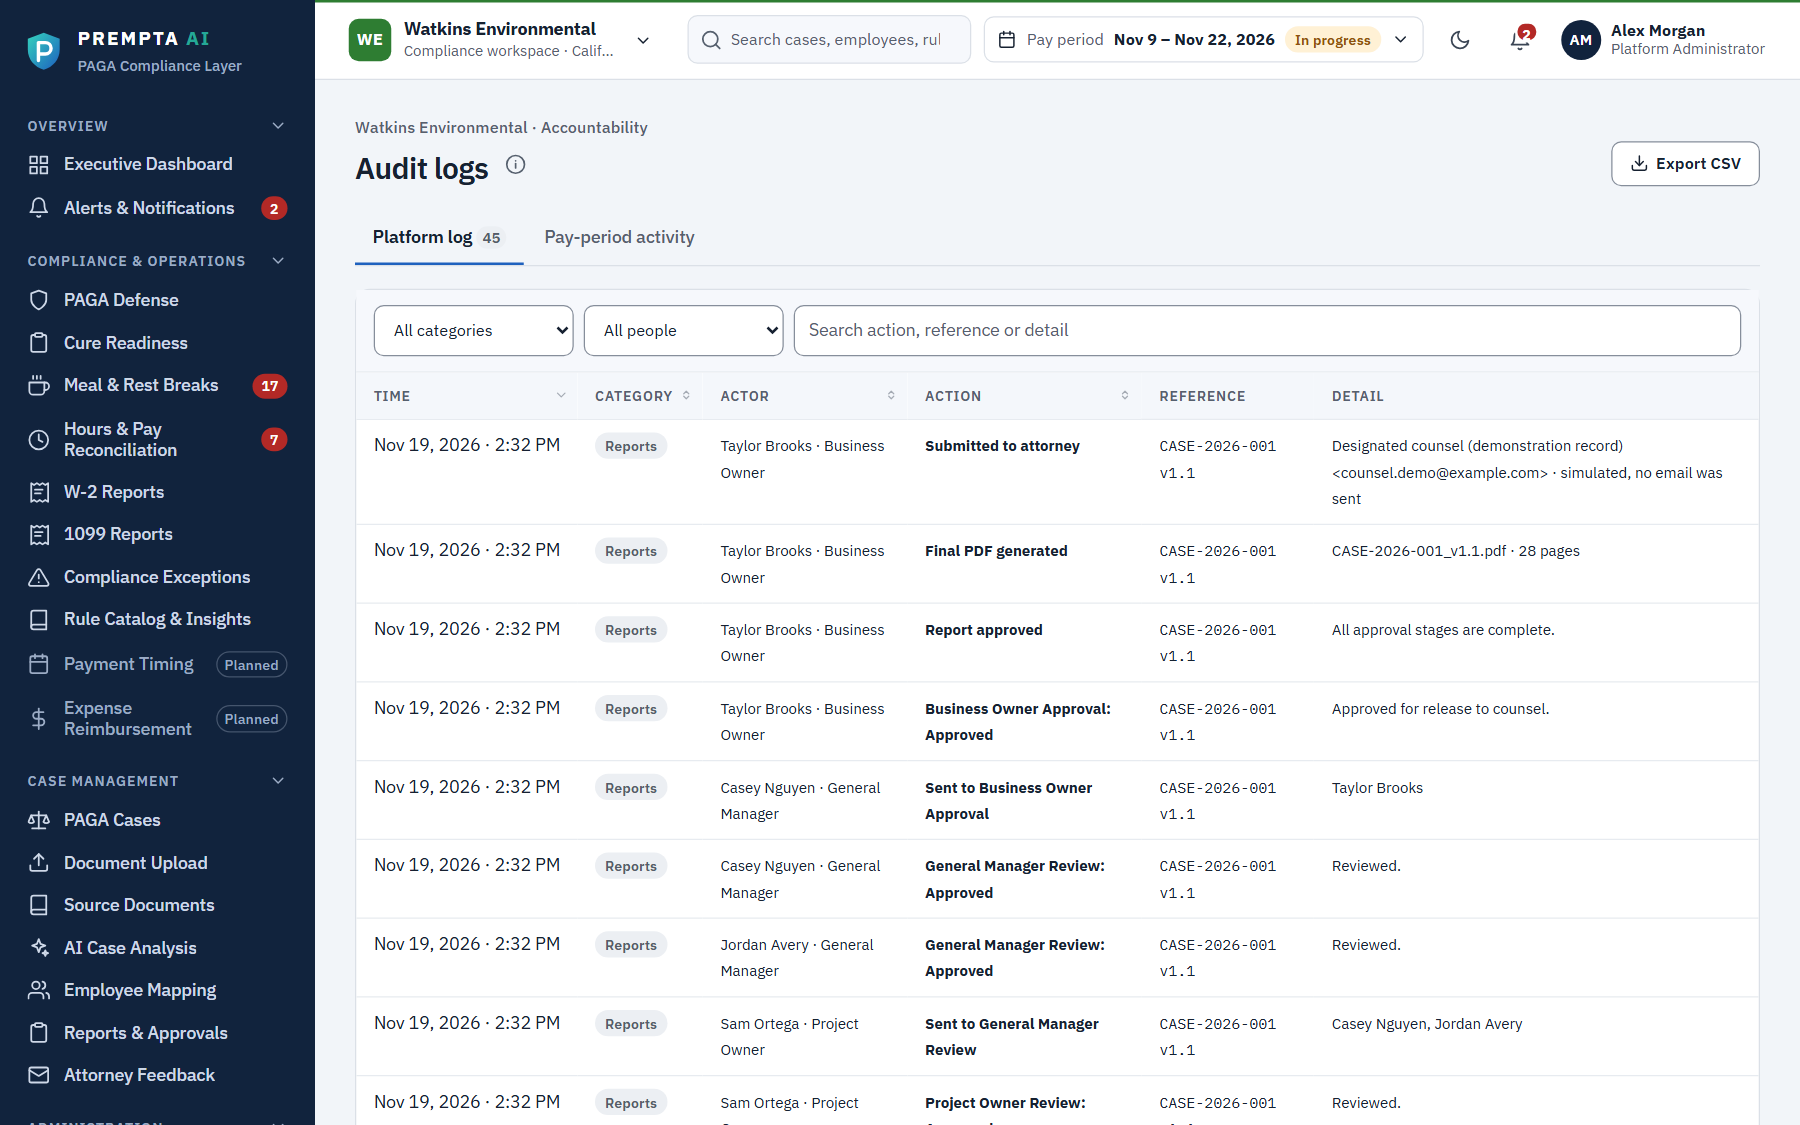 PREMPTA AI
PAGA Compliance Layer
OVERVIEW
Executive Dashboard
Alerts & Notifications 2
COMPLIANCE & OPERATIONS
PAGA Defense
Cure Readiness
Meal & Rest Breaks 17
Hours & Pay
Reconciliation 7
W-2 Reports
1099 Reports
Compliance Exceptions
Rule Catalog & Insights
Payment Timing Planned
Expense
Reimbursement Planned
CASE MANAGEMENT
PAGA Cases
Document Upload
Source Documents
AI Case Analysis
Employee Mapping
Reports & Approvals
Attorney Feedback
WE
Watkins Environmental
Compliance workspace · Calif...
Search cases, employees, rul
Pay period Nov 9 – Nov 22, 2026 In progress
2
AM
Alex Morgan
Platform Administrator
Watkins Environmental · Accountability
Audit logs
Export CSV
Platform log 45 Pay-period activity
All categories All people Search action, reference or detail
TIME CATEGORY ACTOR ACTION REFERENCE DETAIL
Nov 19, 2026 · 2:32 PM Reports Taylor Brooks · Business Submitted to attorney CASE-2026-001 Designated counsel (demonstration record)
Owner v1.1 <counsel.demo@example.com> · simulated, no email was
sent
Nov 19, 2026 · 2:32 PM Reports Taylor Brooks · Business Final PDF generated CASE-2026-001 CASE-2026-001_v1.1.pdf · 28 pages
Owner v1.1
Nov 19, 2026 · 2:32 PM Reports Taylor Brooks · Business Report approved CASE-2026-001 All approval stages are complete.
Owner v1.1
Nov 19, 2026 · 2:32 PM Reports Taylor Brooks · Business Business Owner Approval: CASE-2026-001 Approved for release to counsel.
Owner Approved v1.1
Nov 19, 2026 · 2:32 PM Reports Casey Nguyen · General Sent to Business Owner CASE-2026-001 Taylor Brooks
Manager Approval v1.1
Nov 19, 2026 · 2:32 PM Reports Casey Nguyen · General General Manager Review: CASE-2026-001 Reviewed.
Manager Approved v1.1
Nov 19, 2026 · 2:32 PM Reports Jordan Avery · General General Manager Review: CASE-2026-001 Reviewed.
Manager Approved v1.1
Nov 19, 2026 · 2:32 PM Reports Sam Ortega · Project Sent to General Manager CASE-2026-001 Casey Nguyen, Jordan Avery
Owner Review v1.1
Nov 19, 2026 · 2:32 PM Reports Sam Ortega · Project Project Owner Review: CASE-2026-001 Reviewed.